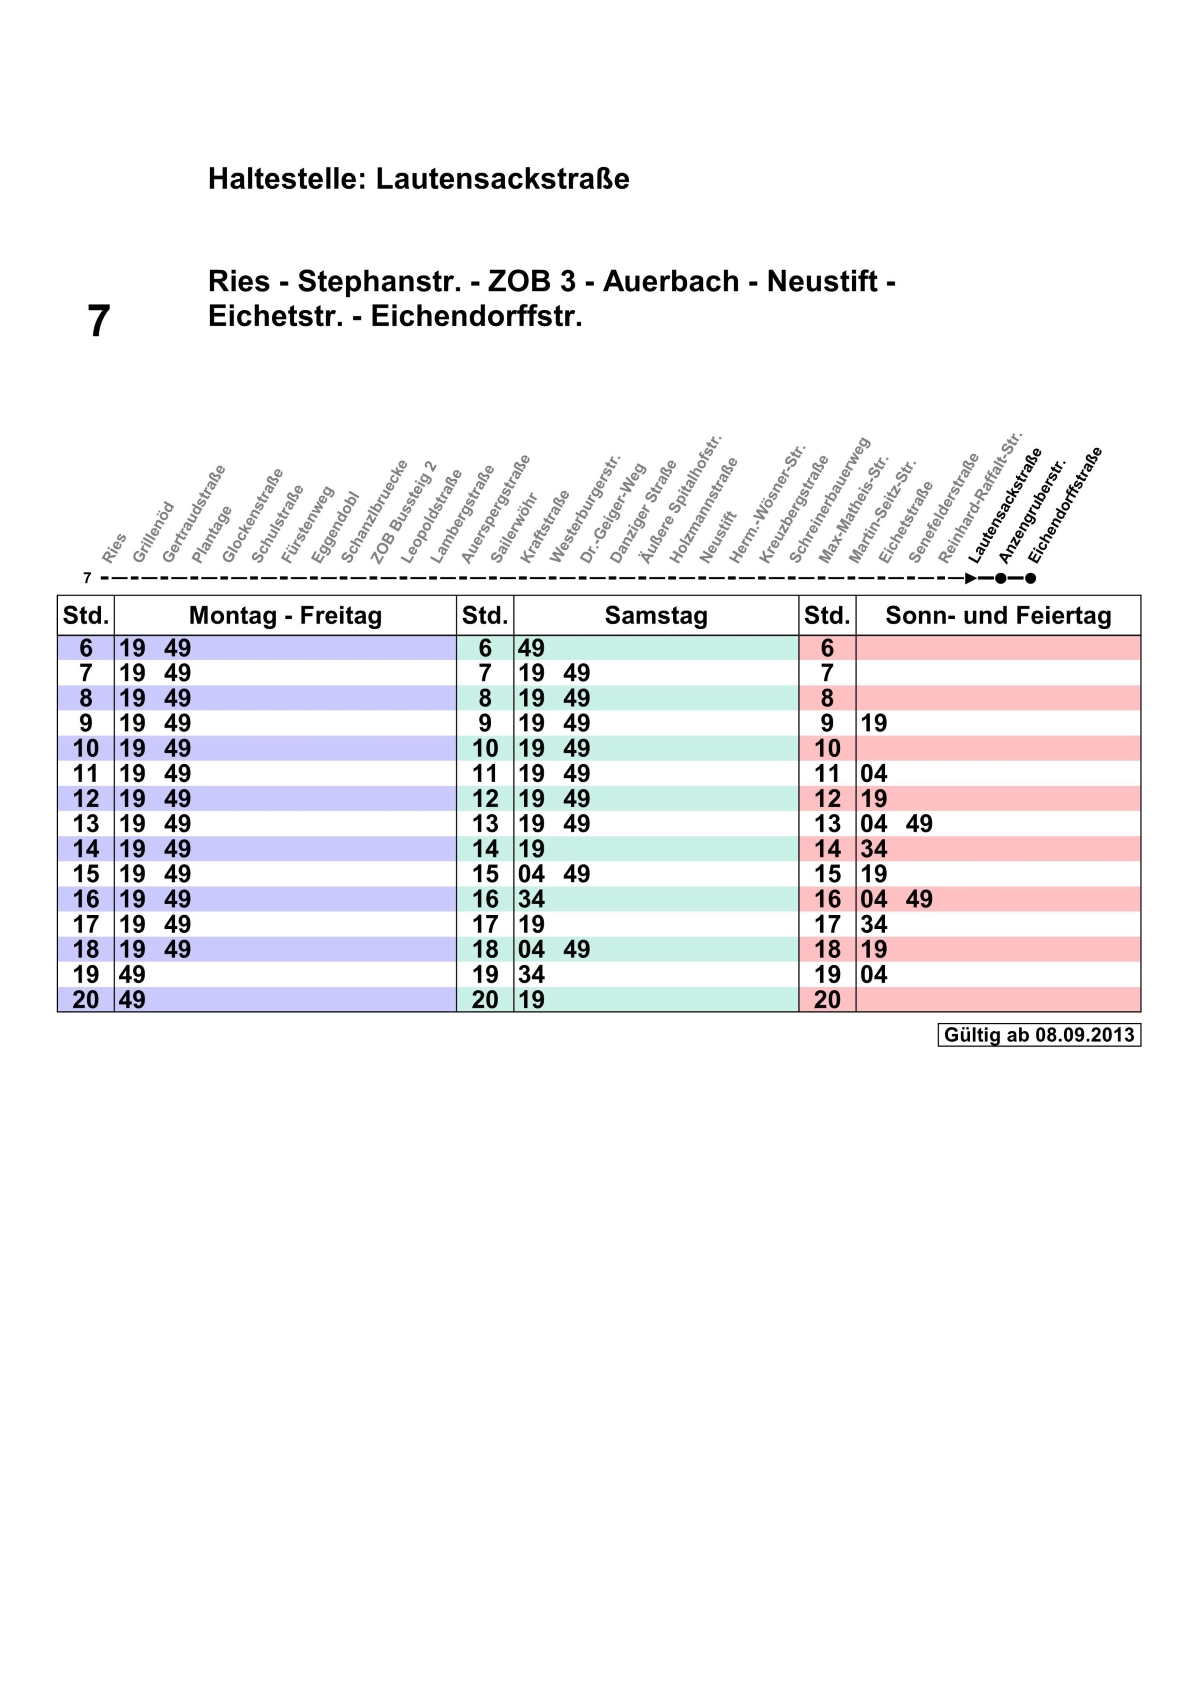 Haltestelle: Lautensackstraße
Ries - Stephanstr. - ZOB 3 - Auerbach - Neustift -
7 Eichetstr. - Eichendorffstr.
Ries
Grillenöd
Gertraudstraße
Plantage
Glockenstraße
Schulstraße
Fürstenweg
Eggendobl
Schanzlbruecke
ZOB Bussteig 2
Leopoldstraße
Lambergstraße
Auerspergstraße
Sailerwöhr
Kraftstraße
Westerburgerstr.
Dr.-Geiger-Weg
Danziger Straße
Äußere Spitalhofstr.
Holzmannstraße
Neustift
Herm.-Wösner-Str.
Kreuzbergstraße
Schreinerbauerweg
Max-Matheis-Str.
Martin-Seitz-Str.
Eichetstraße
Senefelderstraße
Reinhard-Raffalt-Str.
Lautensackstraße
Anzengruberstr.
Eichendorffstraße
7
Std. Montag - Freitag Std. Samstag Std. Sonn- und Feiertag
6 19 49 6 49 6
7 19 49 7 19 49 7
8 19 49 8 19 49 8
9 19 49 9 19 49 9 19
10 19 49 10 19 49 10
11 19 49 11 19 49 11 04
12 19 49 12 19 49 12 19
13 19 49 13 19 49 13 04 49
14 19 49 14 19 14 34
15 19 49 15 04 49 15 19
16 19 49 16 34 16 04 49
17 19 49 17 19 17 34
18 19 49 18 04 49 18 19
19 49 19 34 19 04
20 49 20 19 20
Gültig ab 08.09.2013